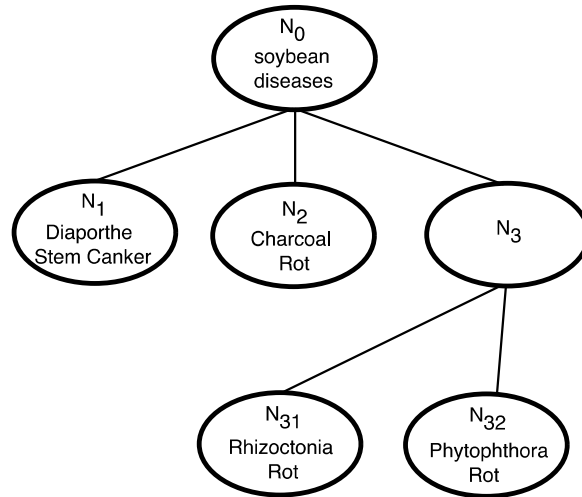 N0
soybean
diseases
N1
Diaporthe
Stem Canker
N2
Charcoal
Rot
N3
N31
Rhizoctonia
Rot
N32
Phytophthora
Rot